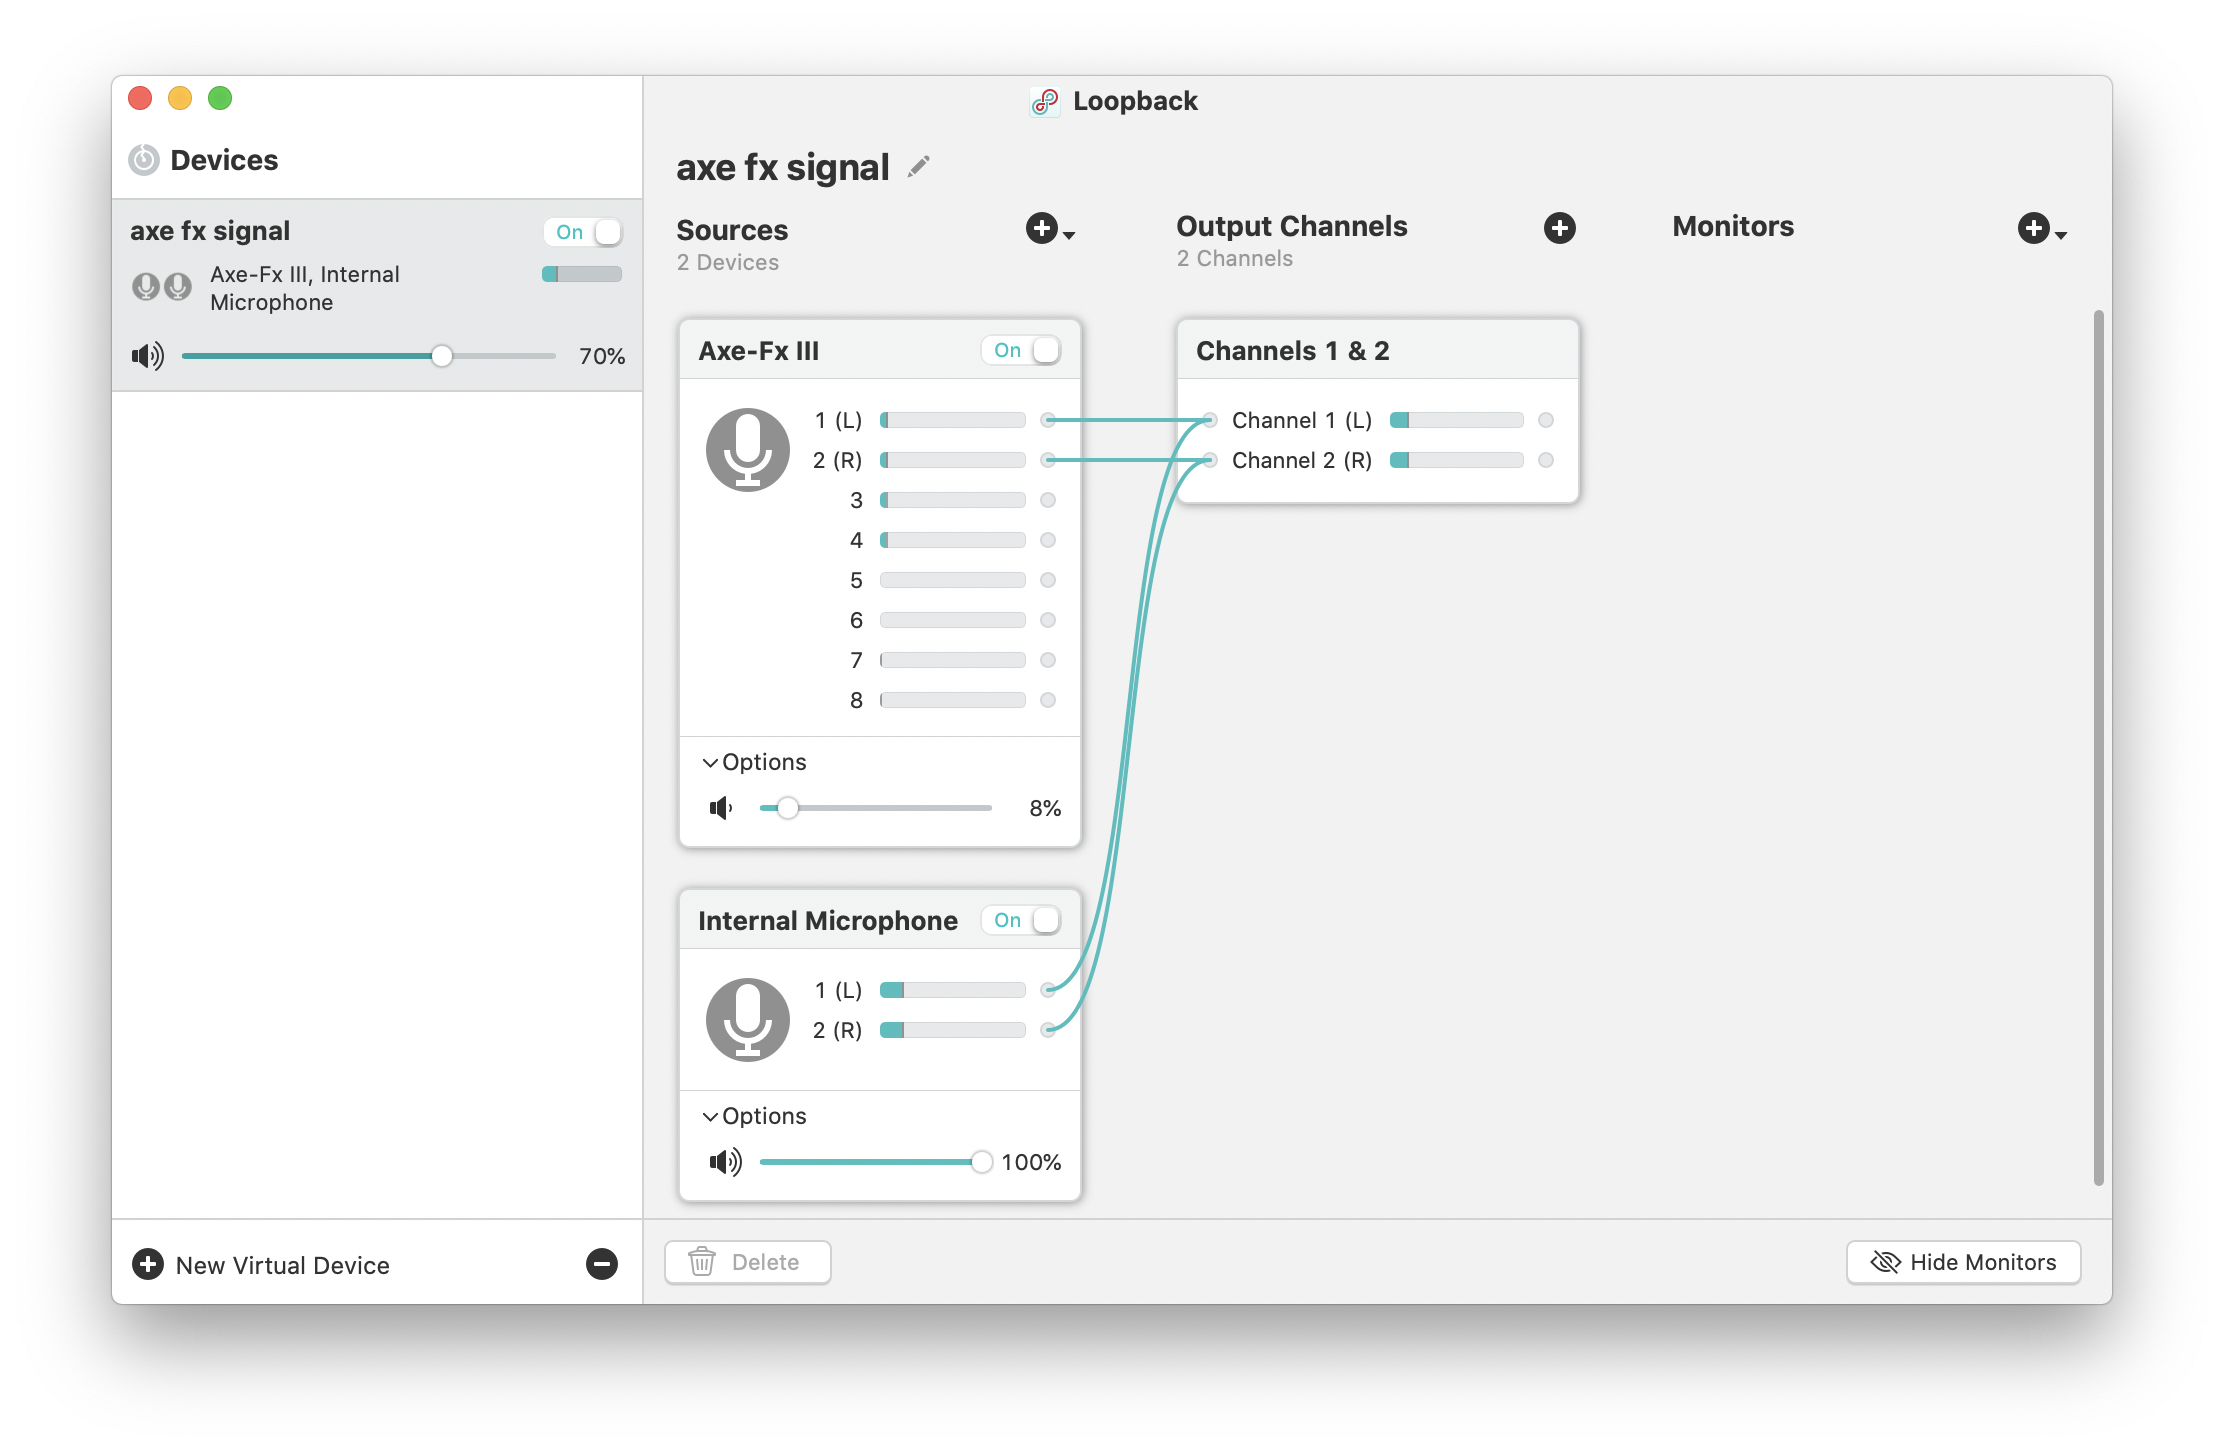 Loopback
Devices
axe fx signal
On
Axe-Fx III, Internal
Microphone
70%
axe fx signal
Sources
2 Devices
Output Channels
2 Channels
Monitors
Axe-Fx III
On
1 (L)
2 (R)
3
4
5
6
7
8
Options
8%
Channels 1 & 2
Channel 1 (L)
Channel 2 (R)
Internal Microphone
On
1 (L)
2 (R)
Options
100%
New Virtual Device
Delete
Hide Monitors